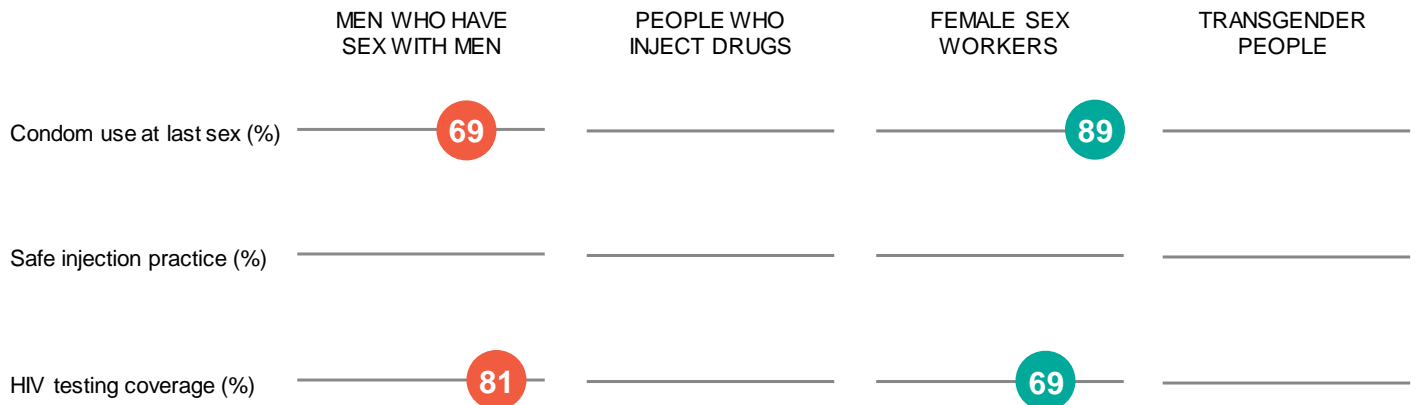 MEN WHO HAVE
SEX WITH MEN
PEOPLE WHO
INJECT DRUGS
FEMALE SEX
WORKERS
TRANSGENDER
PEOPLE
Condom use at last sex (%)
69
89
Safe injection practice (%)
HIV testing coverage (%)
81
69